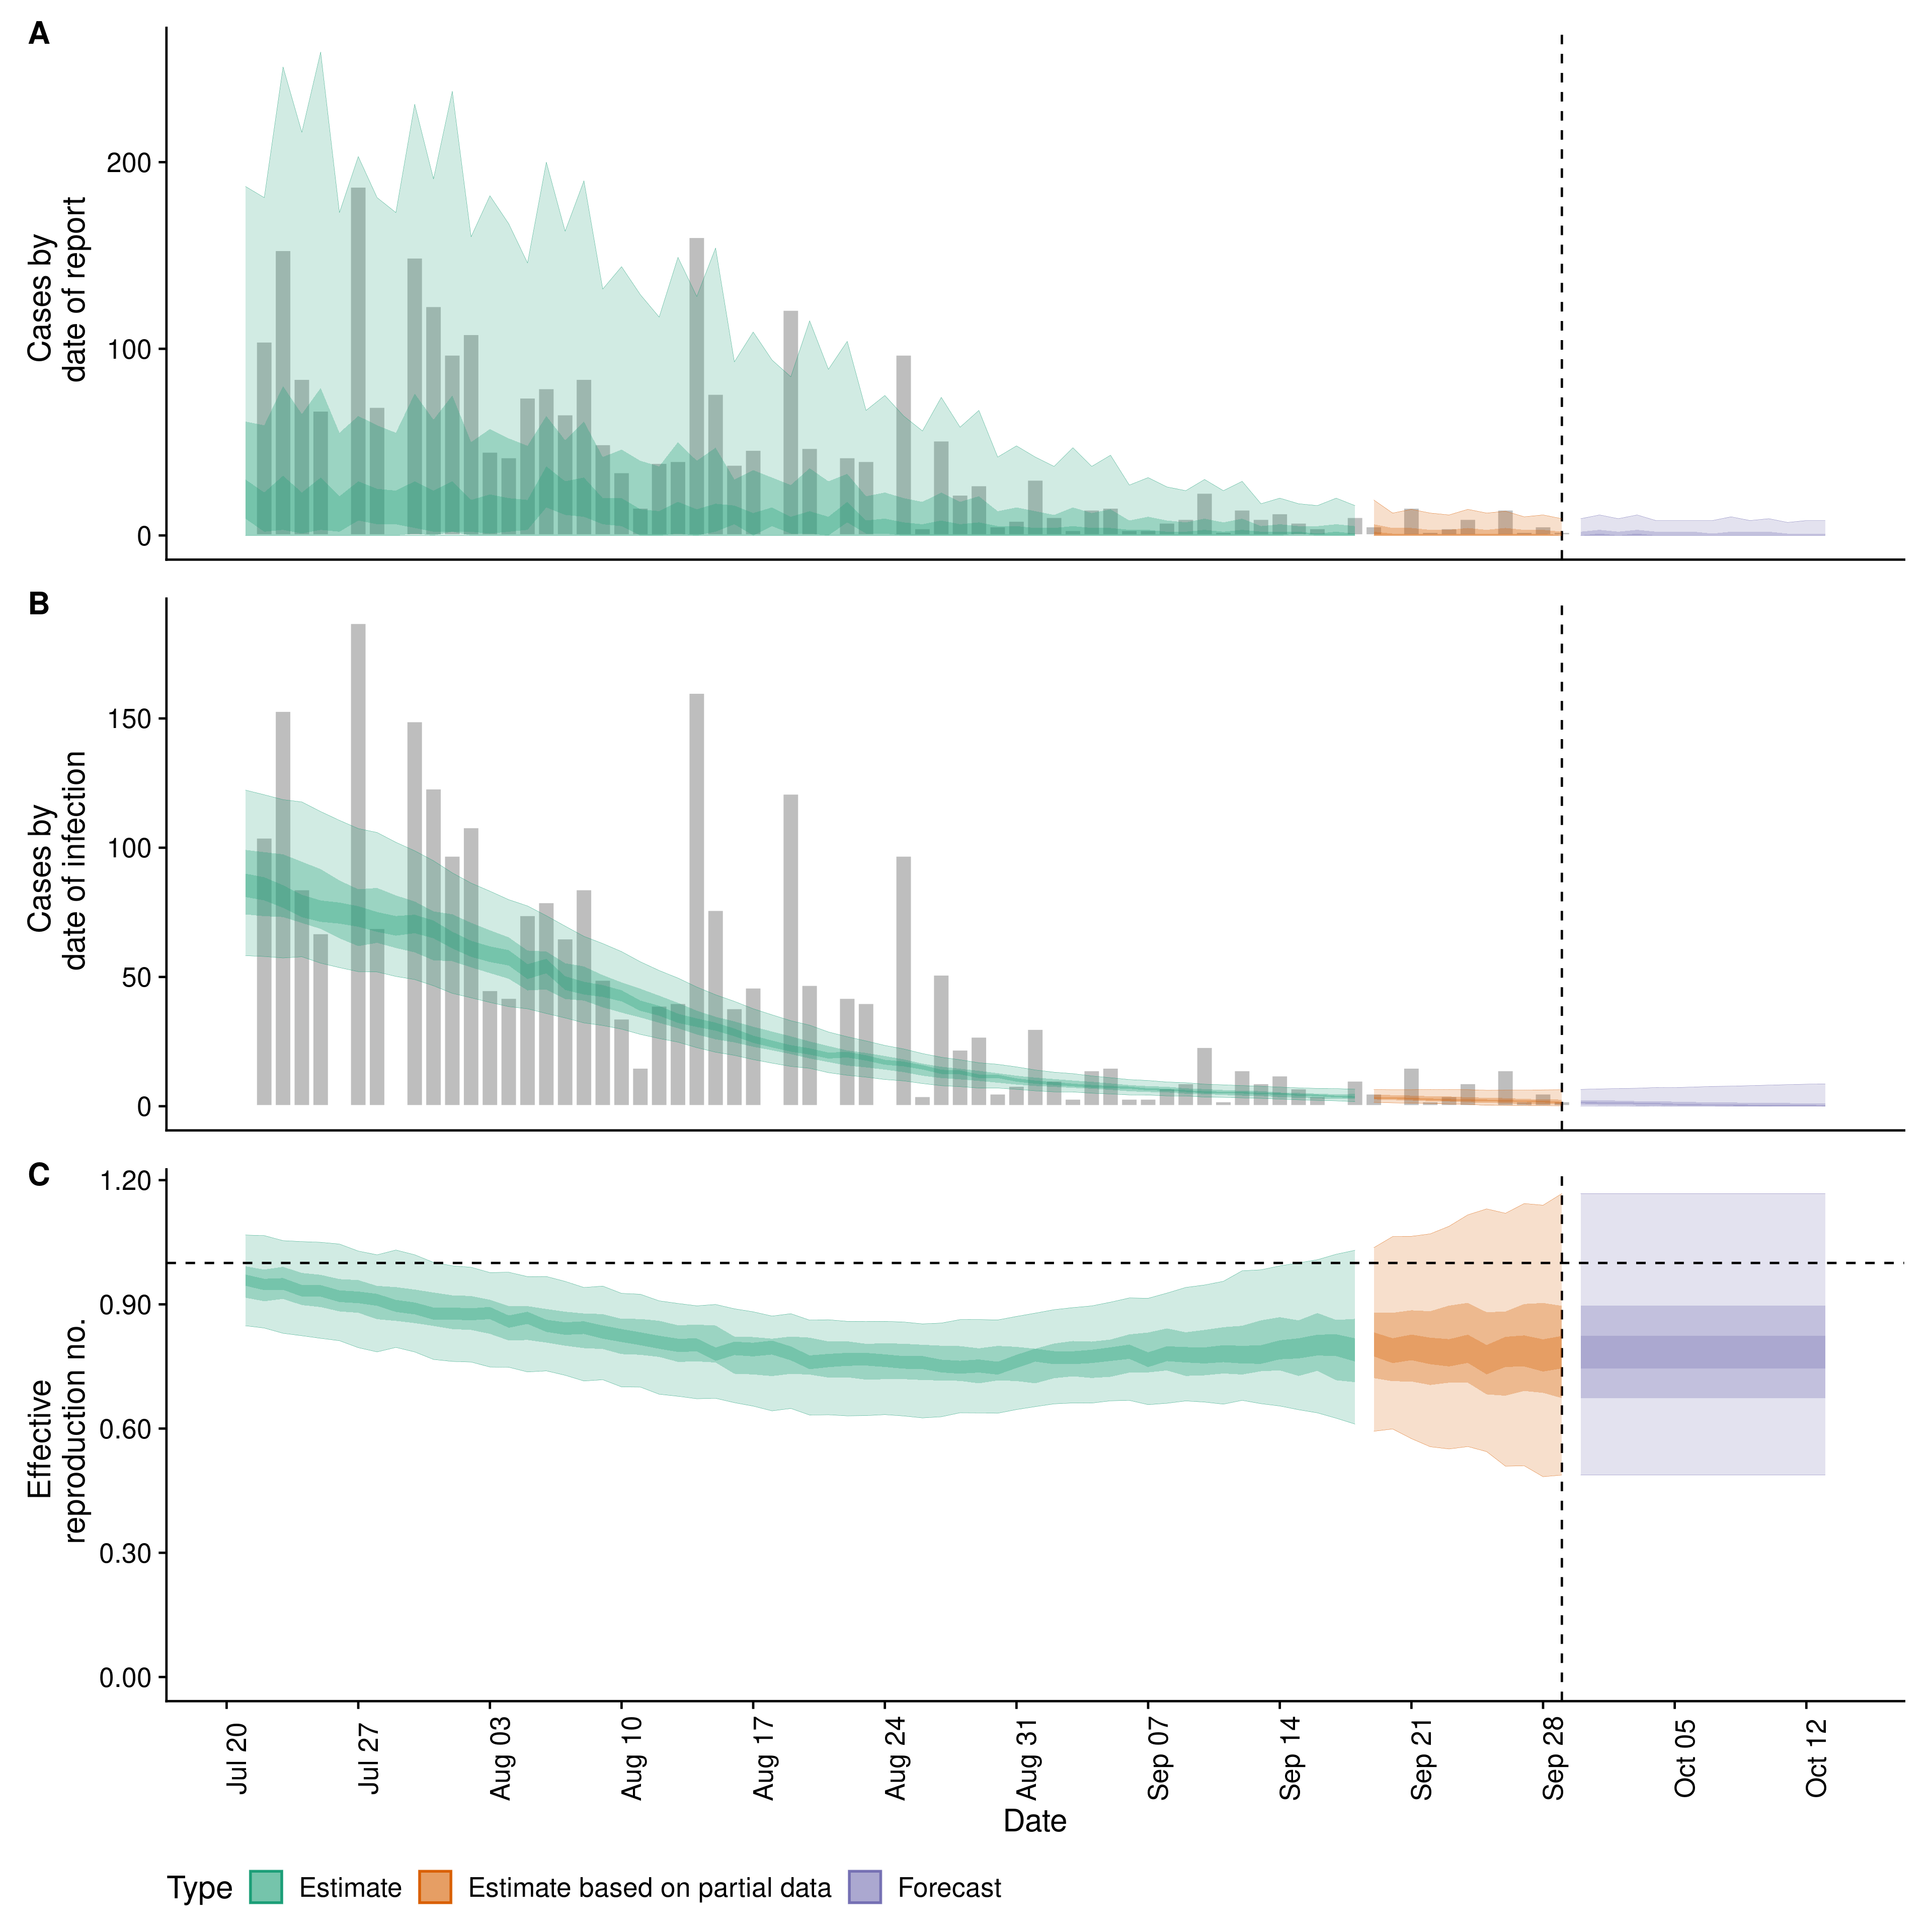 A
Cases by
date of report
200
100
0
B
Cases by
date of infection
150
100
50
0
C
Effective
reproduction no.
1.20
0.90
0.60
0.30
0.00
Jul 20
Jul 27
Aug 03
Aug 10
Aug 17
Aug 24
Aug 31
Sep 07
Sep 14
Sep 21
Sep 28
Oct 05
Oct 12
Date
Type Estimate Estimate based on partial data Forecast